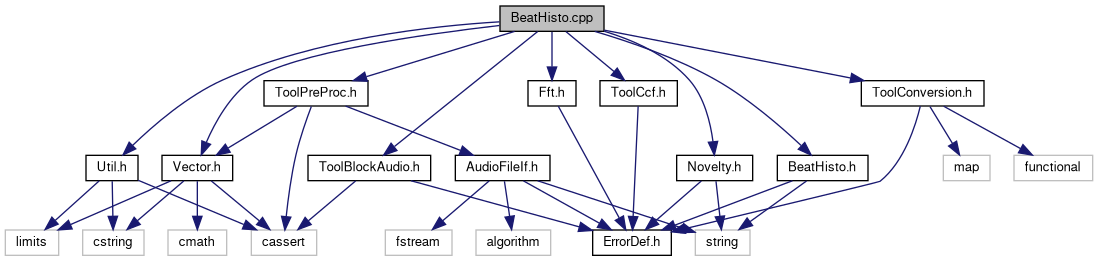 BeatHisto.cpp
ToolPreProc.h
Fft.h
ToolCcf.h
ToolConversion.h
Util.h
Vector.h
ToolBlockAudio.h
AudioFileIf.h
Novelty.h
BeatHisto.h
map
functional
limits
cstring
cmath
cassert
fstream
algorithm
ErrorDef.h
string